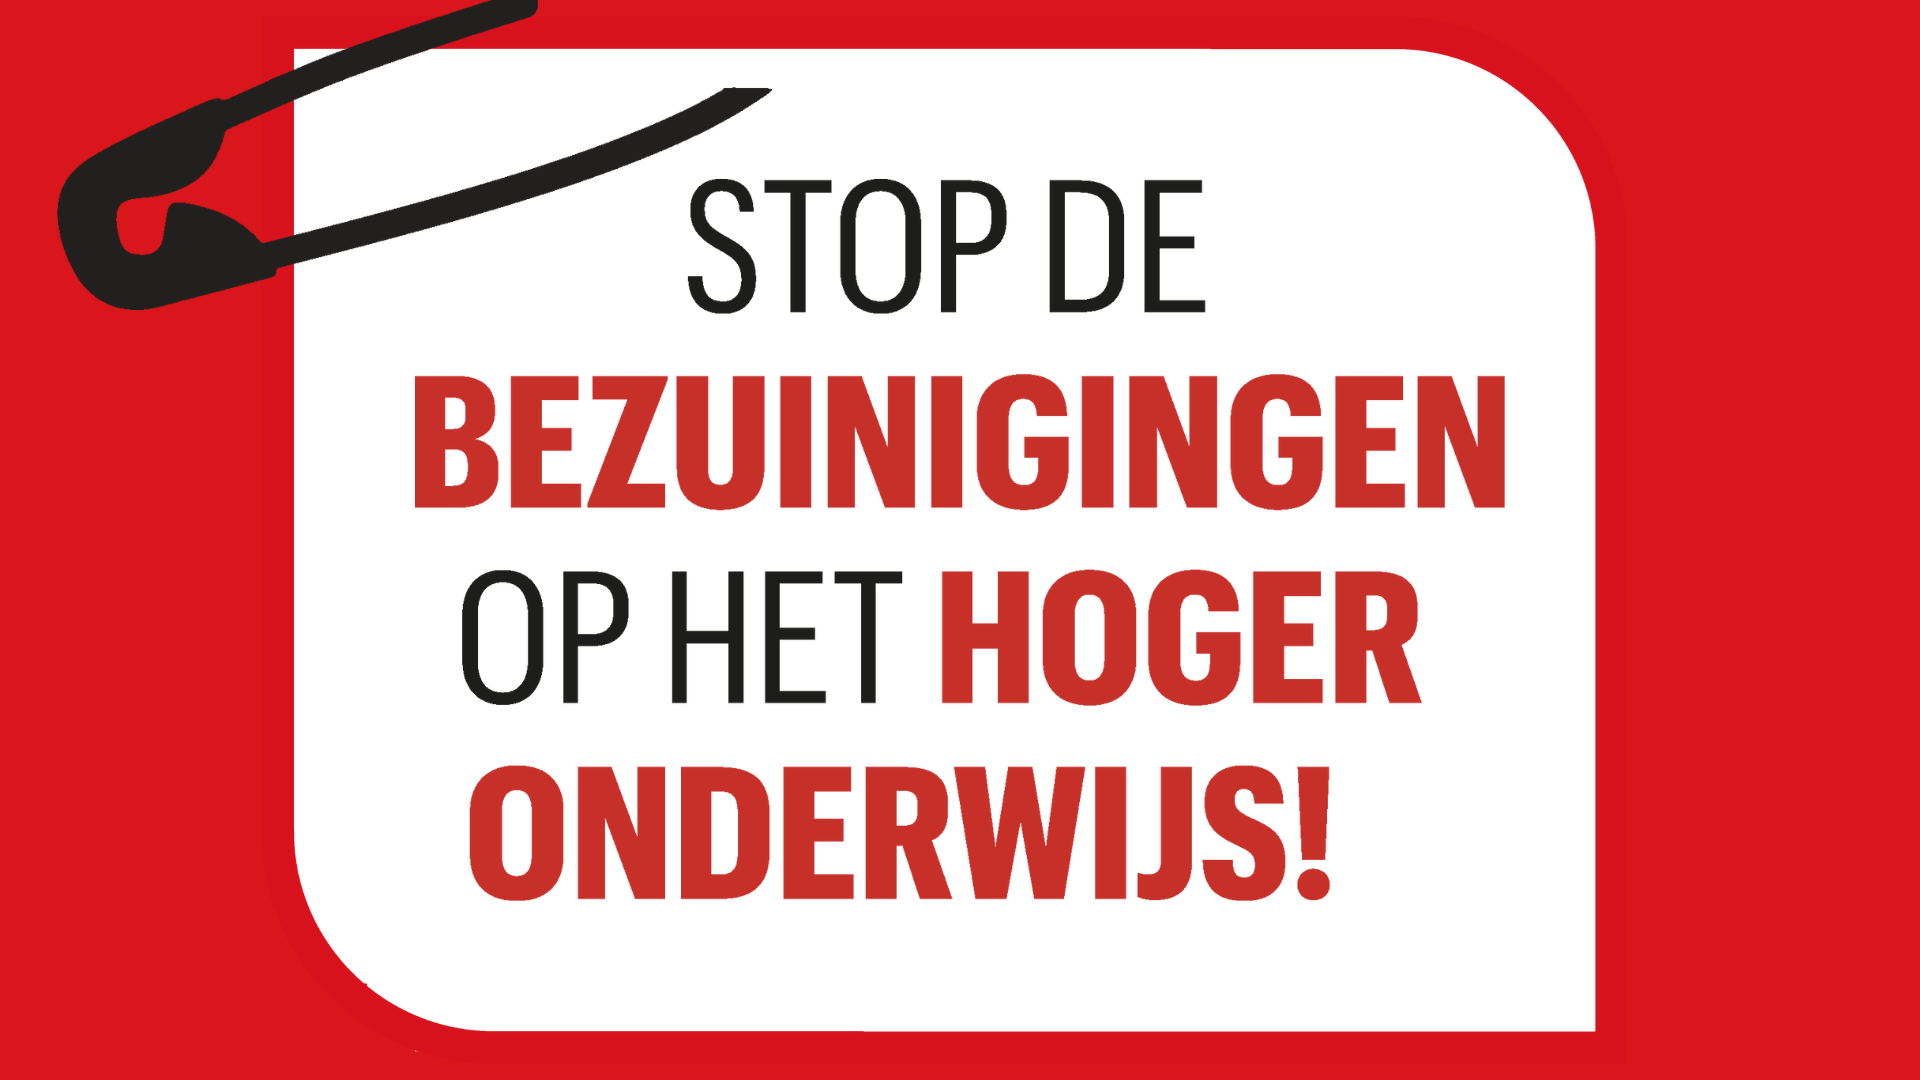 STOP DE
BEZUINIGINGEN
OP HET HOGER
ONDERWIJS!